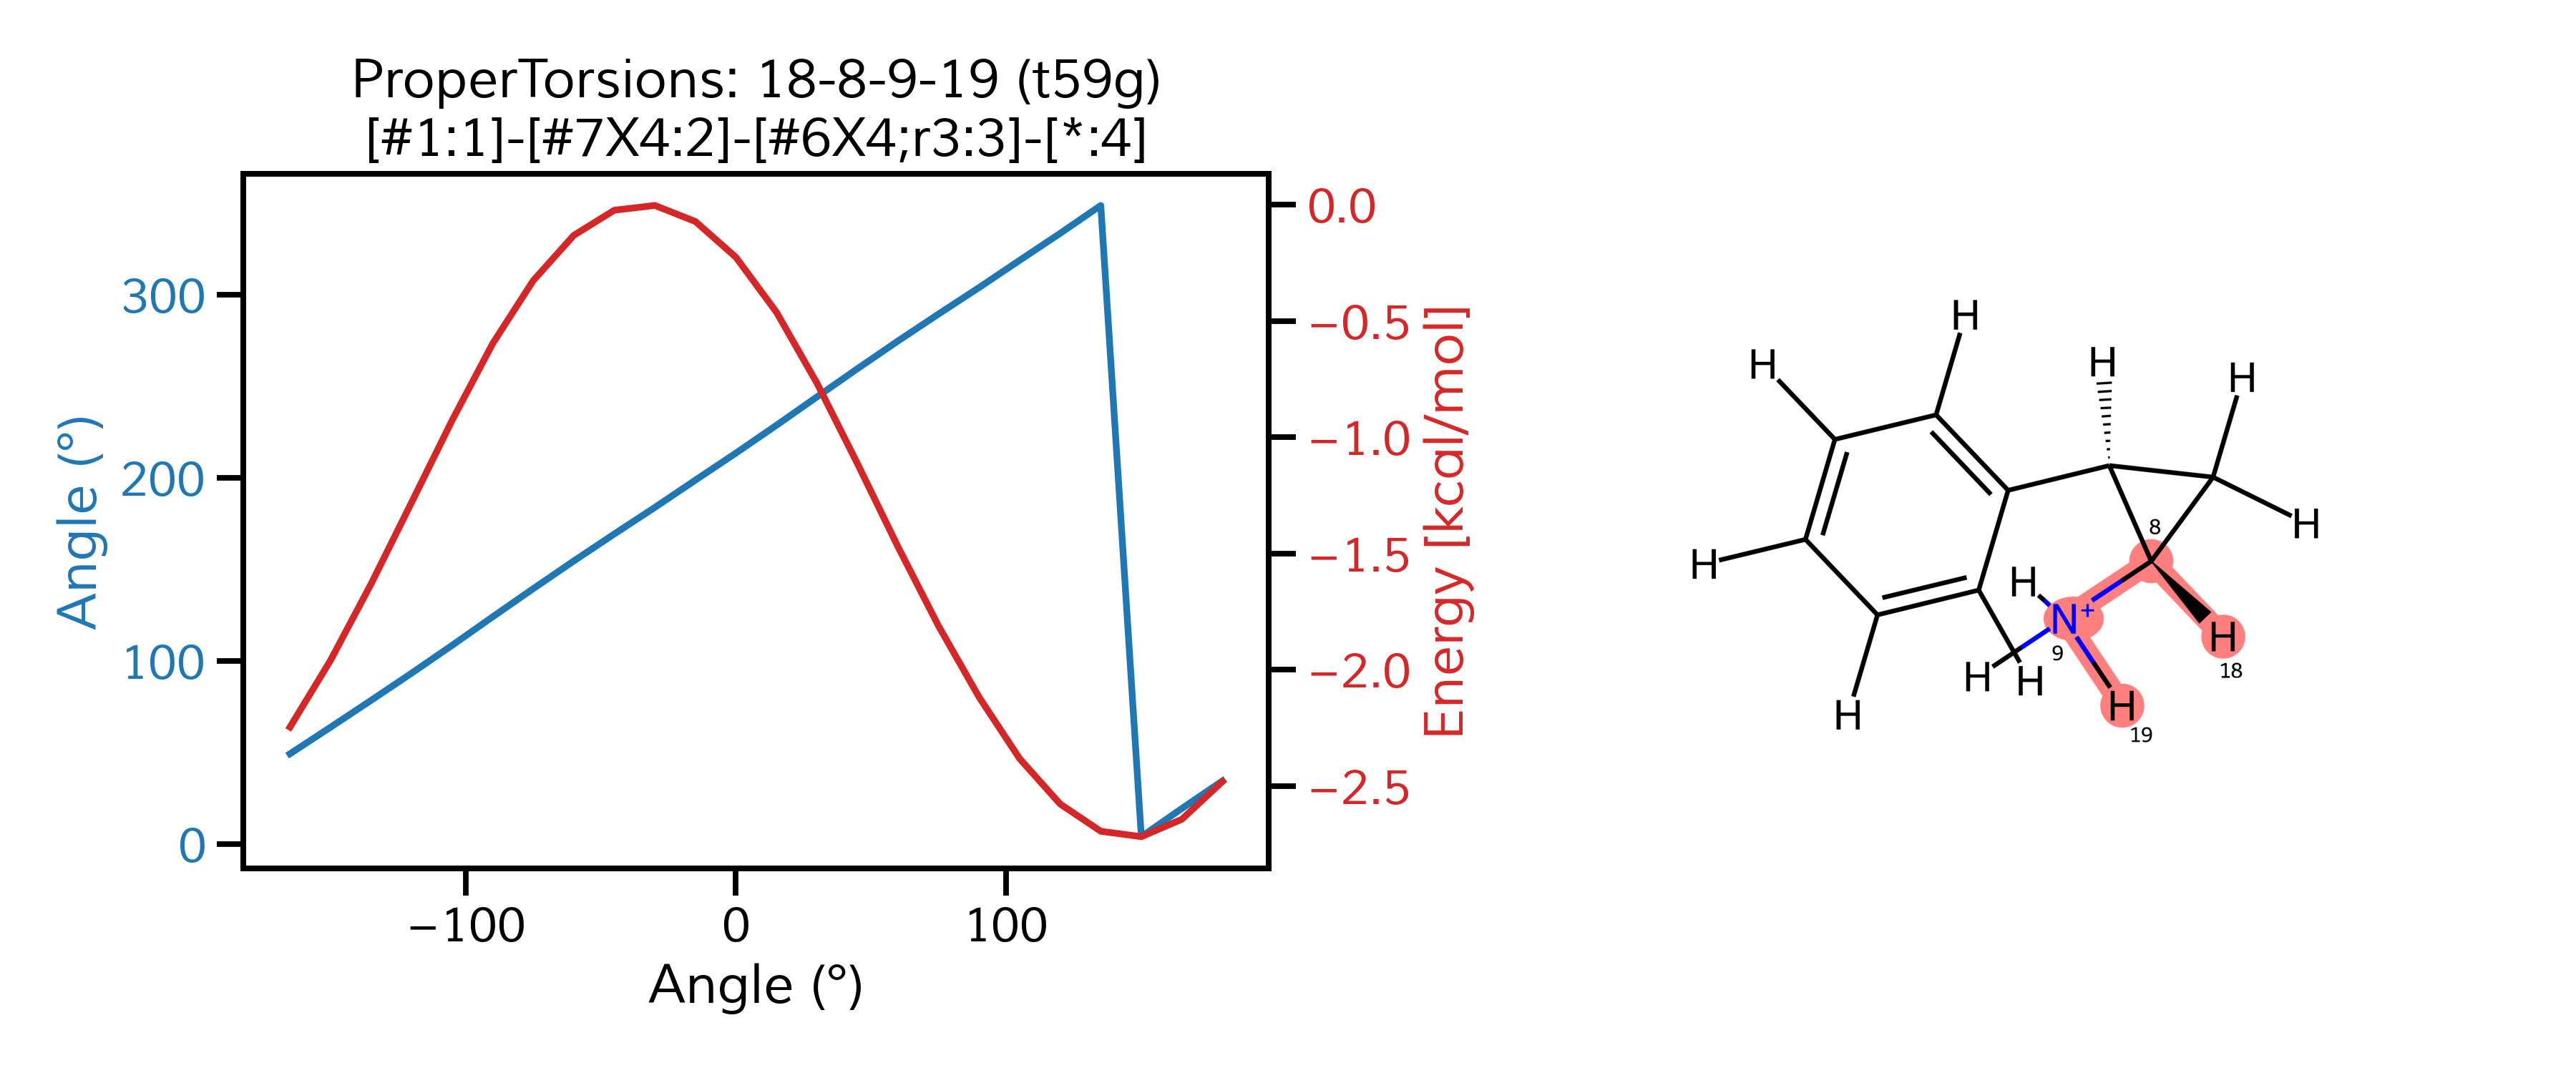 ProperTorsions: 18-8-9-19 (t59g)
[#1:1]-[#7X4:2]-[#6X4;r3:3]-[*:4]
Angle (°)
300
200
100
0
0.0
−0.5
−1.0
−1.5
−2.0
−2.5
Energy [kcal/mol]
−100
0
100
Angle (°)
H
H
H
H
H
8
H
H
H
N+
H
9
H
H
18
H
19
H